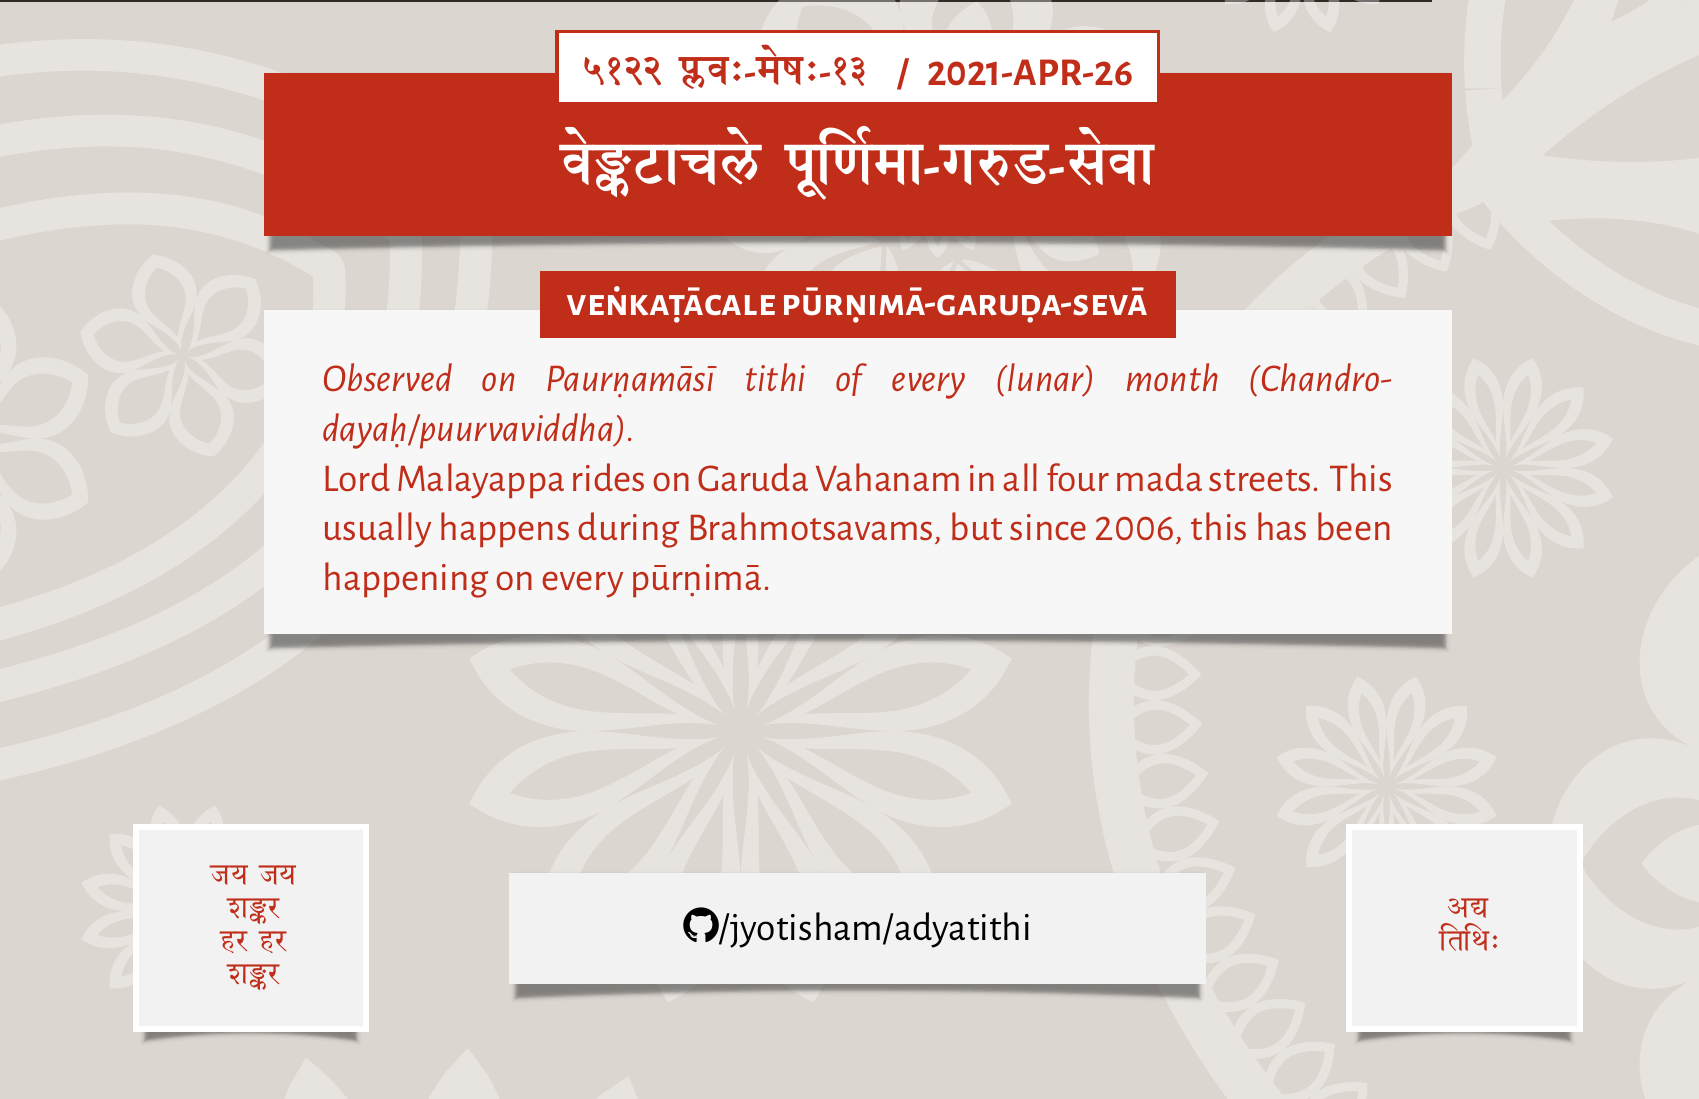 ५१२२ प्लवः-मेषः-१३ / 2021-APR-26
वेङ्कटाचले पूर्णिमा-गरुड-सेवा
VEṄKAṬĀCALE PŪRṆIMĀ-GARUḌA-SEVĀ
Observed on Paurṇamāsī tithi of every (lunar) month (Chandro-
dayaḥ/puurvaviddha).
Lord Malayappa rides on Garuda Vahanam in all four mada streets. This
usually happens during Brahmotsavams, but since 2006, this has been
happening on every pūrṇimā.
जय जय
शङ्कर
हर हर
शङ्कर
/jyotisham/adyatithi
अद्य
तिथिः